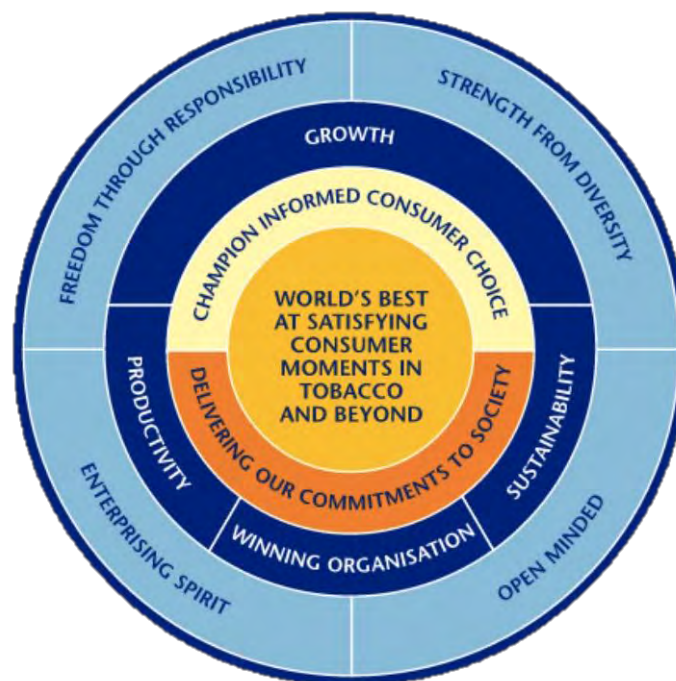 FREEDOM THROUGH RESPONSIBILITY
STRENGTH FROM DIVERSITY
GROWTH
CHAMPION INFORMED CONSUMER CHOICE
WORLD'S BEST
AT SATISFYING
CONSUMER
MOMENTS IN
TOBACCO
AND BEYOND
DELIVERING OUR COMMITMENTS TO SOCIETY
PRODUCTIVITY
SUSTAINABILITY
WINNING ORGANISATION
ENTERPRISING SPIRIT
OPEN MINDED